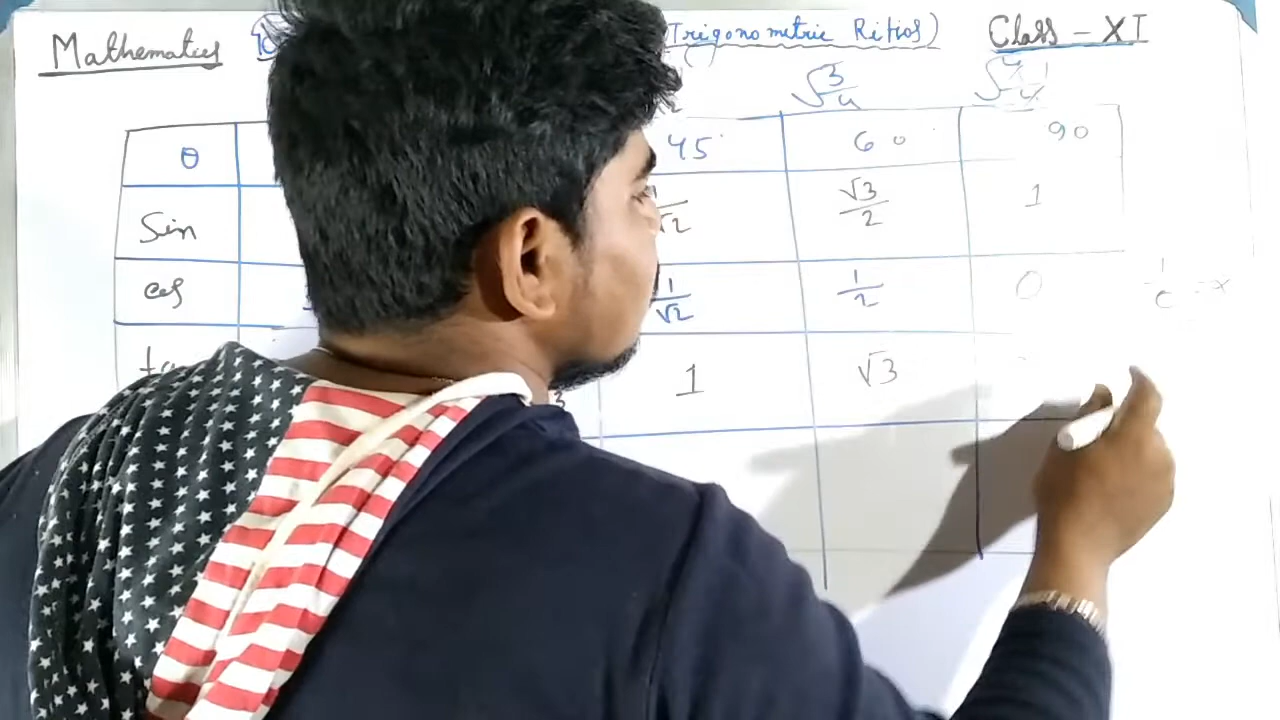 Mathematics Trigonometric Ratios) Class - XI
√3/4 √4/4 1
θ 45° 60° 90
Sin 1/√2 √3/2 1
cos 1/√2 1/2 0
1 √3